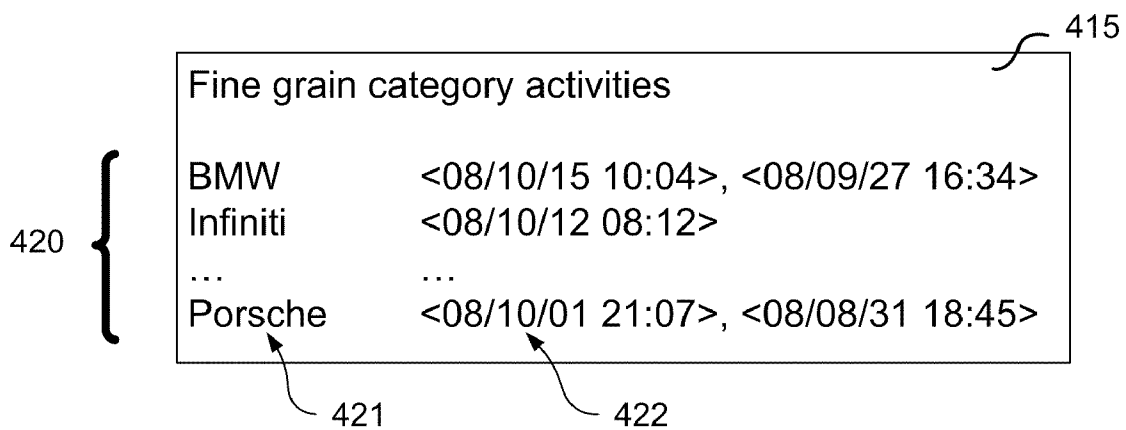 415
Fine grain category activities
BMW <08/10/15 10:04>, <08/09/27 16:34>
Infiniti <08/10/12 08:12>
420
... ...
Porsche <08/10/01 21:07>, <08/08/31 18:45>
421 422